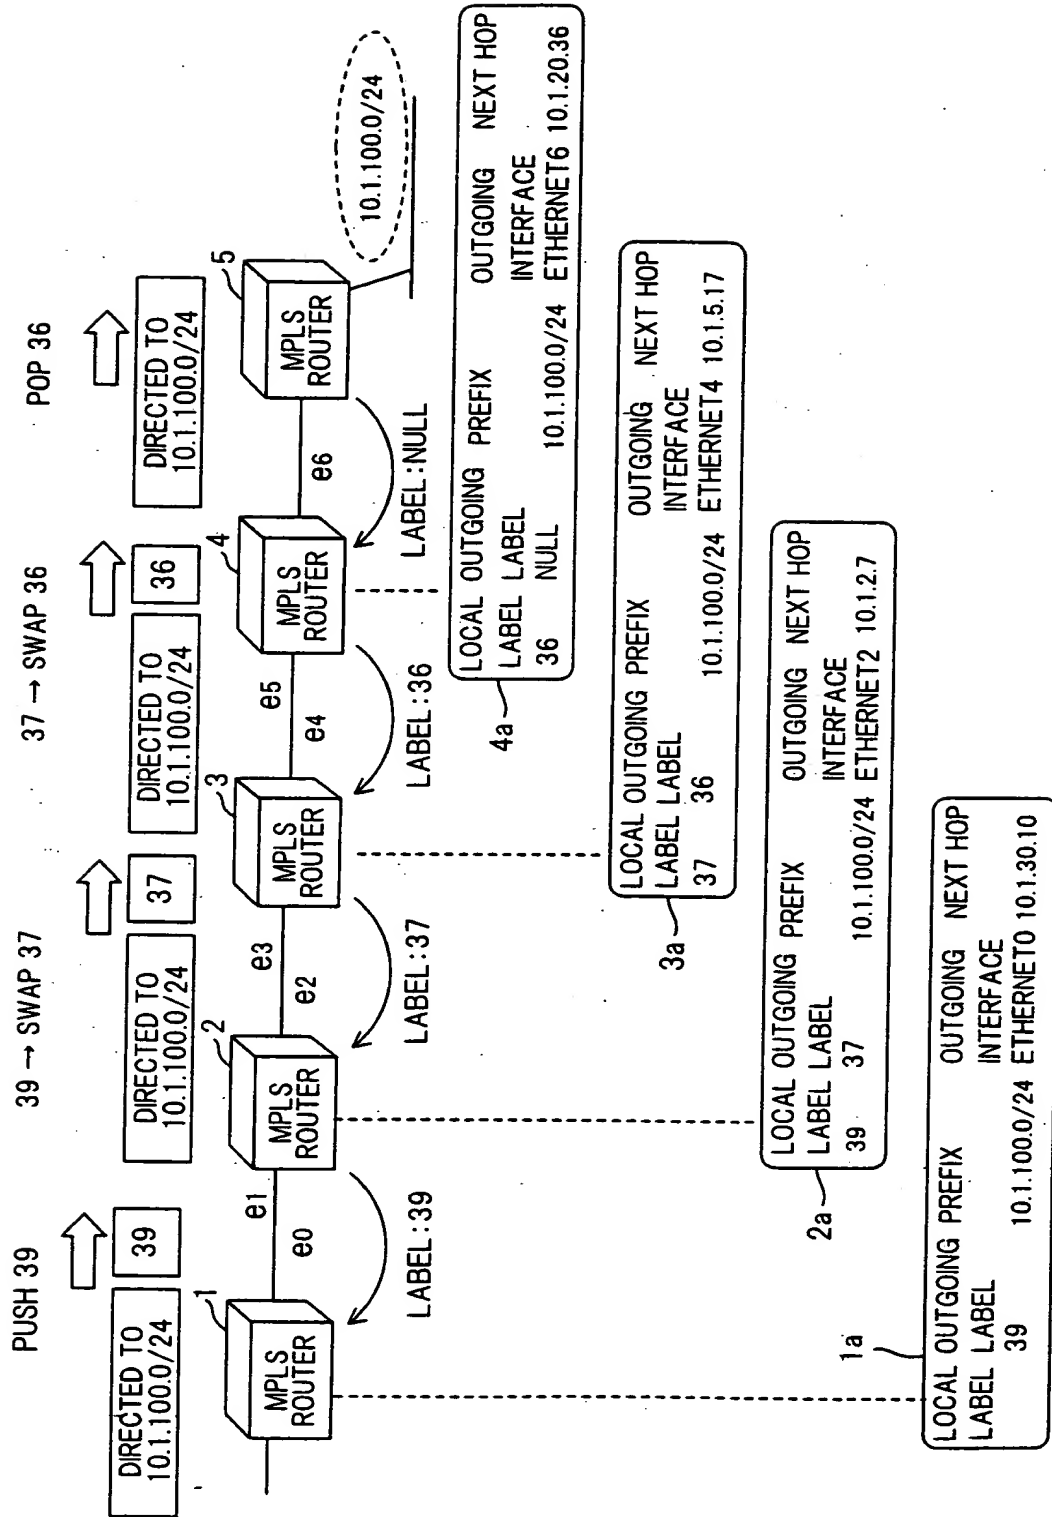 PUSH 39
39 → SWAP 37
37 → SWAP 36
POP 36
DIRECTED TO
10.1.100.0/24
39
DIRECTED TO
10.1.100.0/24
37
DIRECTED TO
10.1.100.0/24
36
DIRECTED TO
10.1.100.0/24
1
MPLS
ROUTER
e0
e1
2
MPLS
ROUTER
e2
e3
3
MPLS
ROUTER
e4
e5
4
MPLS
ROUTER
e6
5
MPLS
ROUTER
10.1.100.0/24
LABEL:39
LABEL:37
LABEL:36
LABEL:NULL
4a
LOCAL OUTGOING PREFIX OUTGOING NEXT HOP
LABEL LABEL INTERFACE
36 NULL 10.1.100.0/24 ETHERNET6 10.1.20.36
3a
LOCAL OUTGOING PREFIX OUTGOING NEXT HOP
LABEL LABEL INTERFACE
37 36 10.1.100.0/24 ETHERNET4 10.1.5.17
2a
LOCAL OUTGOING PREFIX OUTGOING NEXT HOP
LABEL LABEL INTERFACE
39 37 10.1.100.0/24 ETHERNET2 10.1.2.7
1a
LOCAL OUTGOING PREFIX OUTGOING NEXT HOP
LABEL LABEL INTERFACE
39 10.1.100.0/24 ETHERNET0 10.1.30.10